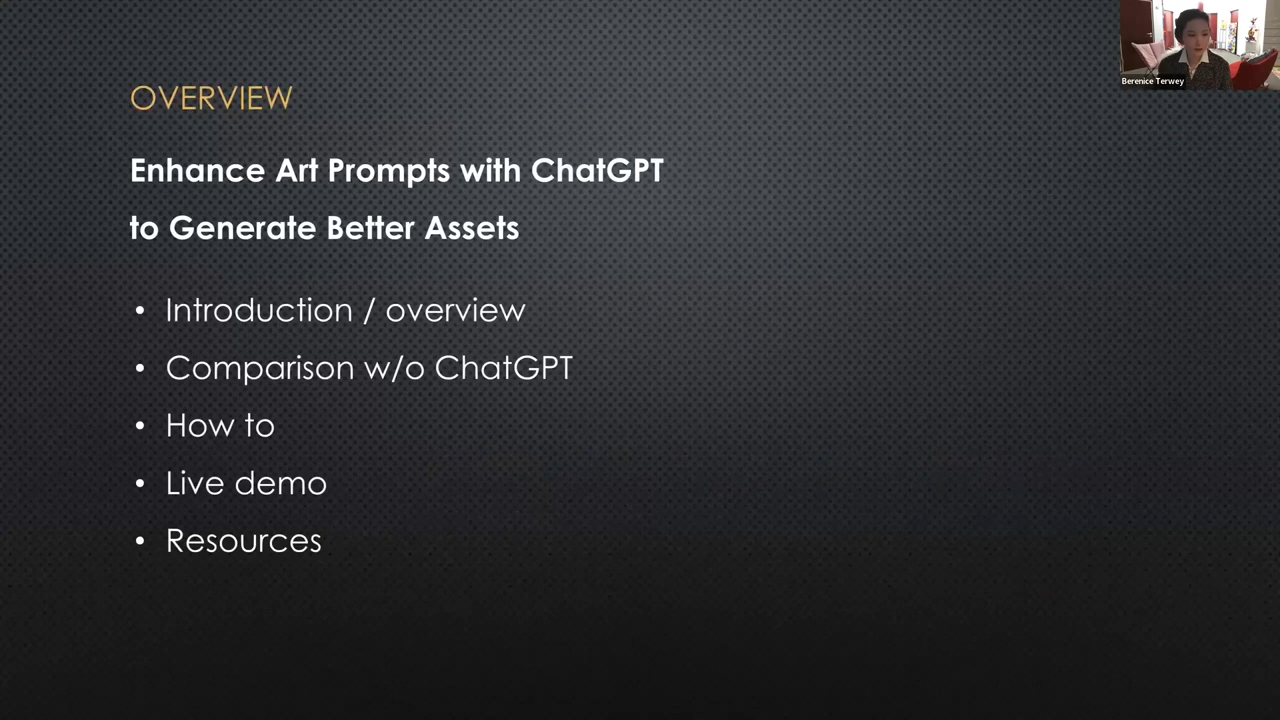 OVERVIEW
Enhance Art Prompts with ChatGPT
to Generate Better Assets
• Introduction / overview
• Comparison w/o ChatGPT
• How to
• Live demo
• Resources
Berenice Terwey